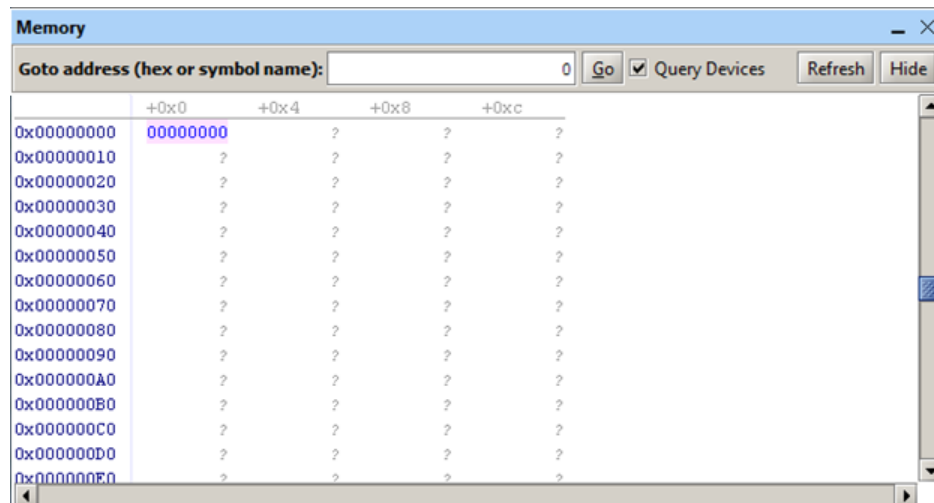 Memory
Goto address (hex or symbol name): 0 Go Query Devices Refresh Hide
+0x0 +0x4 +0x8 +0xc
0x00000000 00000000 ? ? ?
0x00000010 ? ? ? ?
0x00000020 ? ? ? ?
0x00000030 ? ? ? ?
0x00000040 ? ? ? ?
0x00000050 ? ? ? ?
0x00000060 ? ? ? ?
0x00000070 ? ? ? ?
0x00000080 ? ? ? ?
0x00000090 ? ? ? ?
0x000000A0 ? ? ? ?
0x000000B0 ? ? ? ?
0x000000C0 ? ? ? ?
0x000000D0 ? ? ? ?
0x000000E0 ? ? ? ?